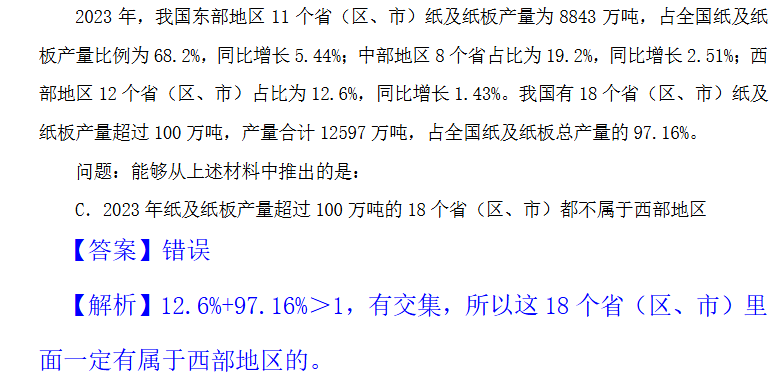 2023 年，我国东部地区 11 个省（区、市）纸及纸板产量为 8843 万吨，占全国纸及纸
板产量比例为 68.2%，同比增长 5.44%；中部地区 8 个省占比为 19.2%，同比增长 2.51%；西
部地区 12 个省（区、市）占比为 12.6%，同比增长 1.43%。我国有 18 个省（区、市）纸及
纸板产量超过 100 万吨，产量合计 12597 万吨，占全国纸及纸板总产量的 97.16%。
问题：能够从上述材料中推出的是：
C．2023 年纸及纸板产量超过 100 万吨的 18 个省（区、市）都不属于西部地区
【答案】错误
【解析】12.6%+97.16%＞1，有交集，所以这 18 个省（区、市）里
面一定有属于西部地区的。